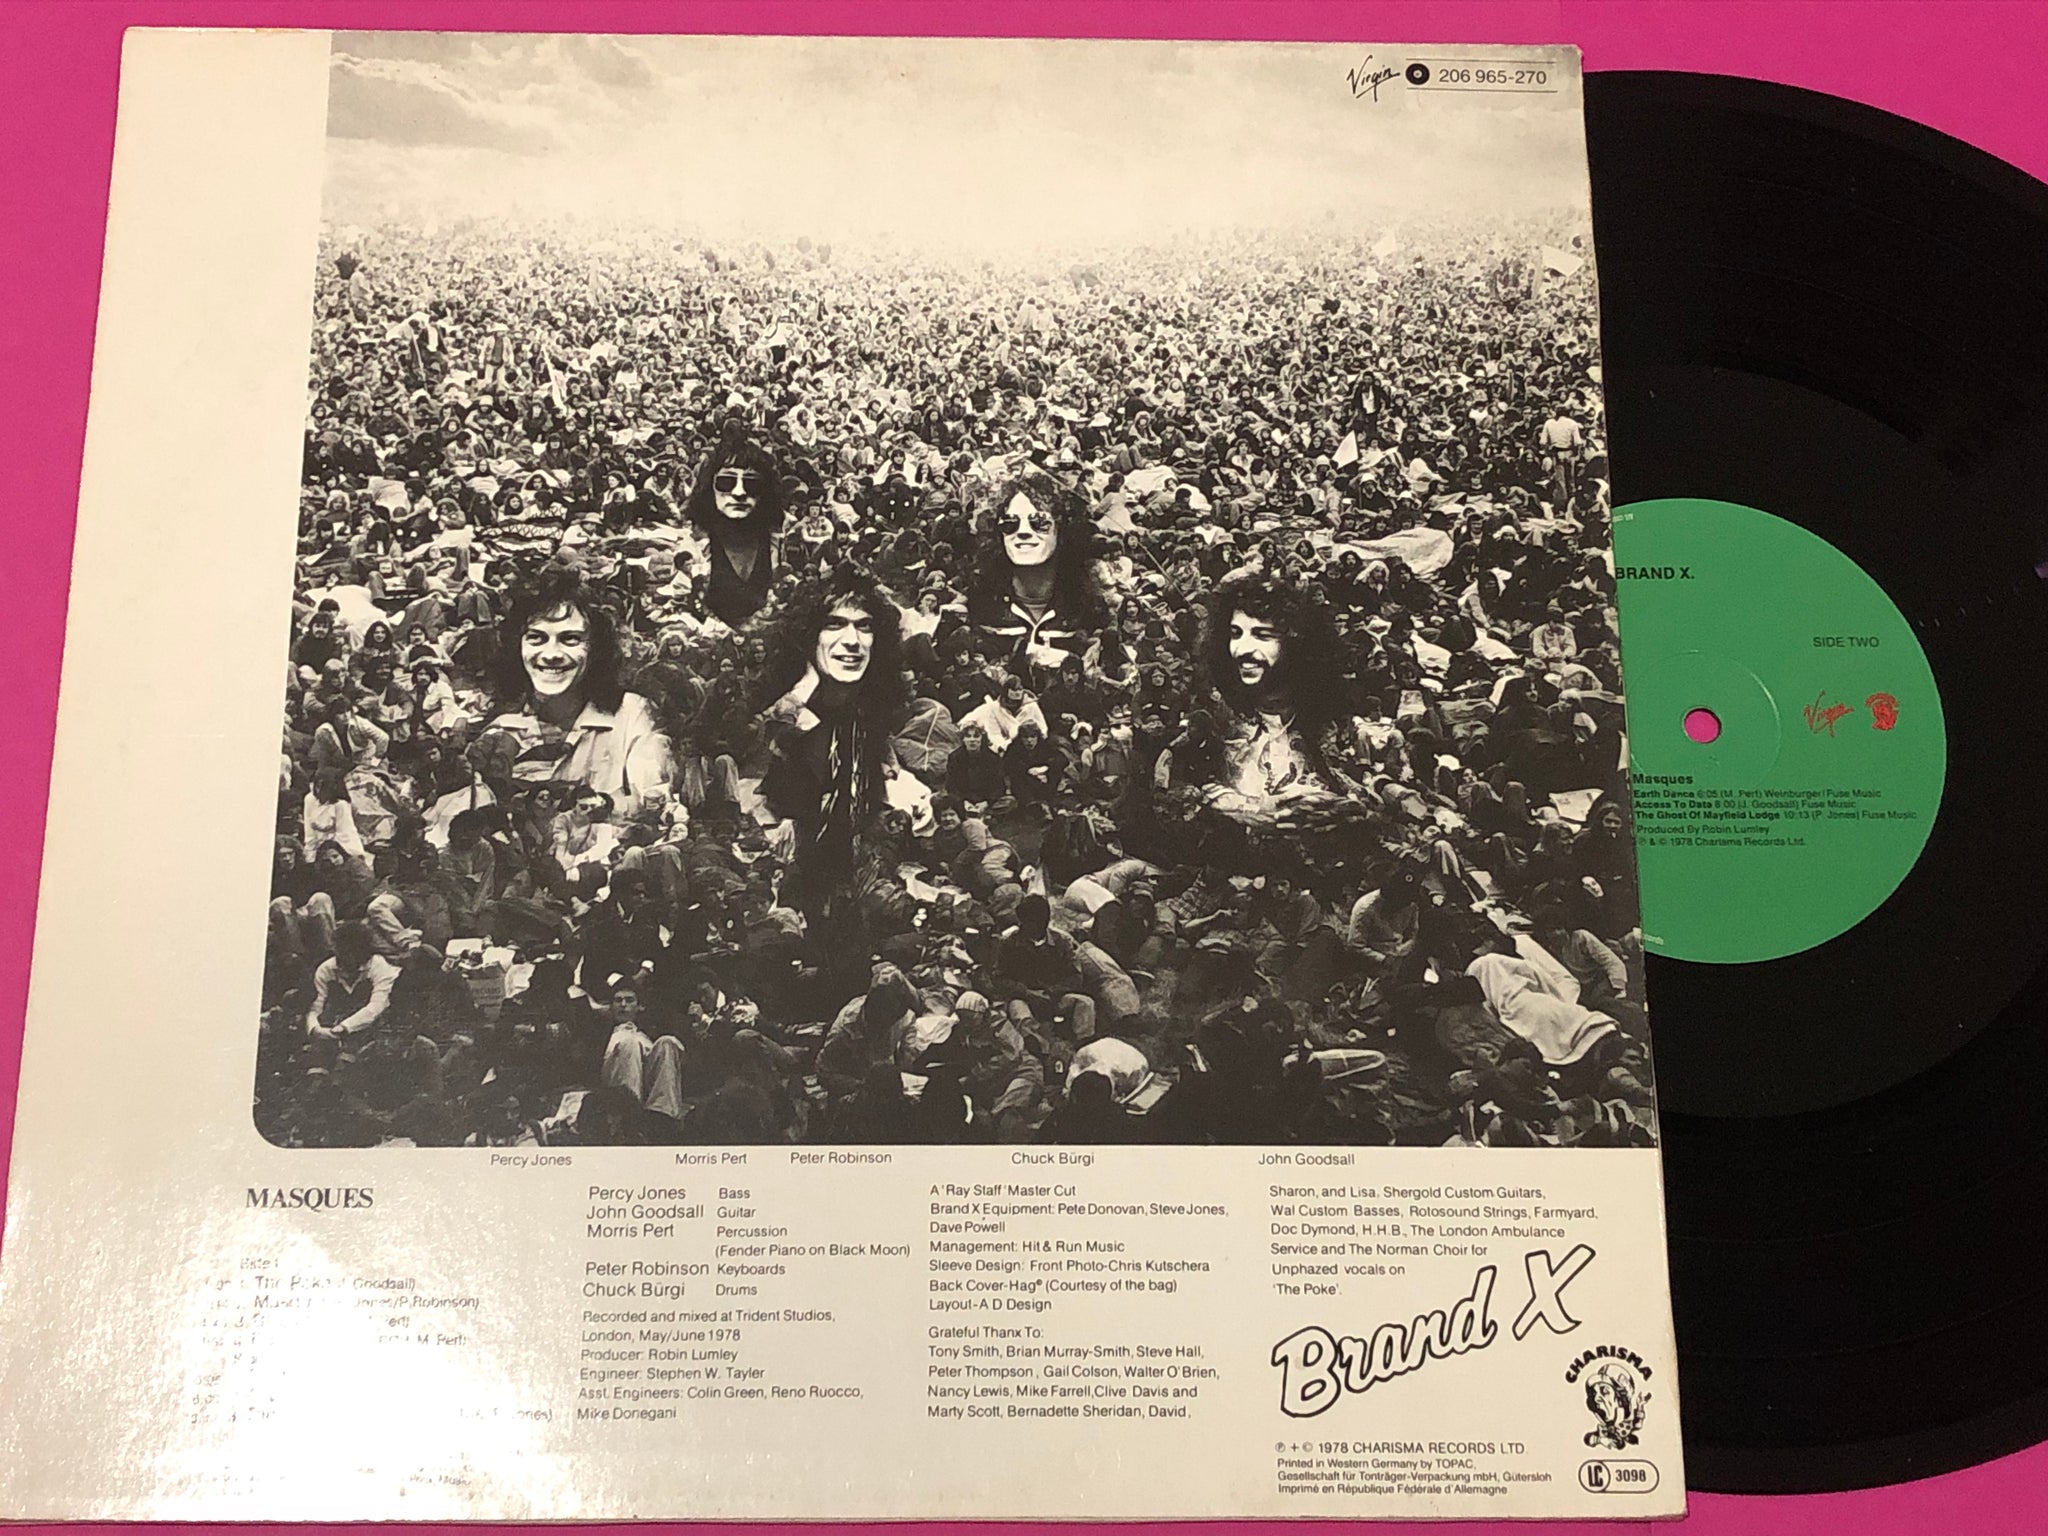 Virgin 206 965-270
BRAND X.
SIDE TWO
Virgin
Masques
Earth Dance 6:05 (M. Pert) Weinburger/Fuse Music
Access To Data 8:00 (J. Goodsall) Fuse Music
The Ghost Of Mayfield Lodge 10:13 (P. Jones) Fuse Music
Produced By Robin Lumley
℗ & © 1978 Charisma Records Ltd.
Percy Jones Morris Pert Peter Robinson Chuck Bürgi John Goodsall
MASQUES
Goodsall)
Jones/P. Robinson)
M. Pert)
Percy Jones Bass
John Goodsall Guitar
Morris Pert Percussion
(Fender Piano on Black Moon)
Peter Robinson Keyboards
Chuck Bürgi Drums
Recorded and mixed at Trident Studios,
London, May/June 1978
Producer: Robin Lumley
Engineer: Stephen W. Tayler
Asst. Engineers: Colin Green, Reno Ruocco,
Mike Donegani
A 'Ray Staff' Master Cut
Brand X Equipment: Pete Donovan, Steve Jones,
Dave Powell
Management: Hit & Run Music
Sleeve Design: Front Photo-Chris Kutschera
Back Cover-Hag® (Courtesy of the bag)
Layout-A D Design
Grateful Thanx To:
Tony Smith, Brian Murray-Smith, Steve Hall,
Peter Thompson, Gail Colson, Walter O'Brien,
Nancy Lewis, Mike Farrell, Clive Davis and
Marty Scott, Bernadette Sheridan, David,
Sharon, and Lisa. Shergold Custom Guitars,
Wal Custom Basses, Rotosound Strings, Farmyard,
Doc Dymond, H.H.B., The London Ambulance
Service and The Norman Choir for
Unphazed vocals on
'The Poke'.
Brand X
CHARISMA
℗ + © 1978 CHARISMA RECORDS LTD.
Printed in Western Germany by TOPAC,
Gesellschaft für Tonträger-Verpackung mbH, Gütersloh
Imprimé en République Fédérale d'Allemagne
LC 3098